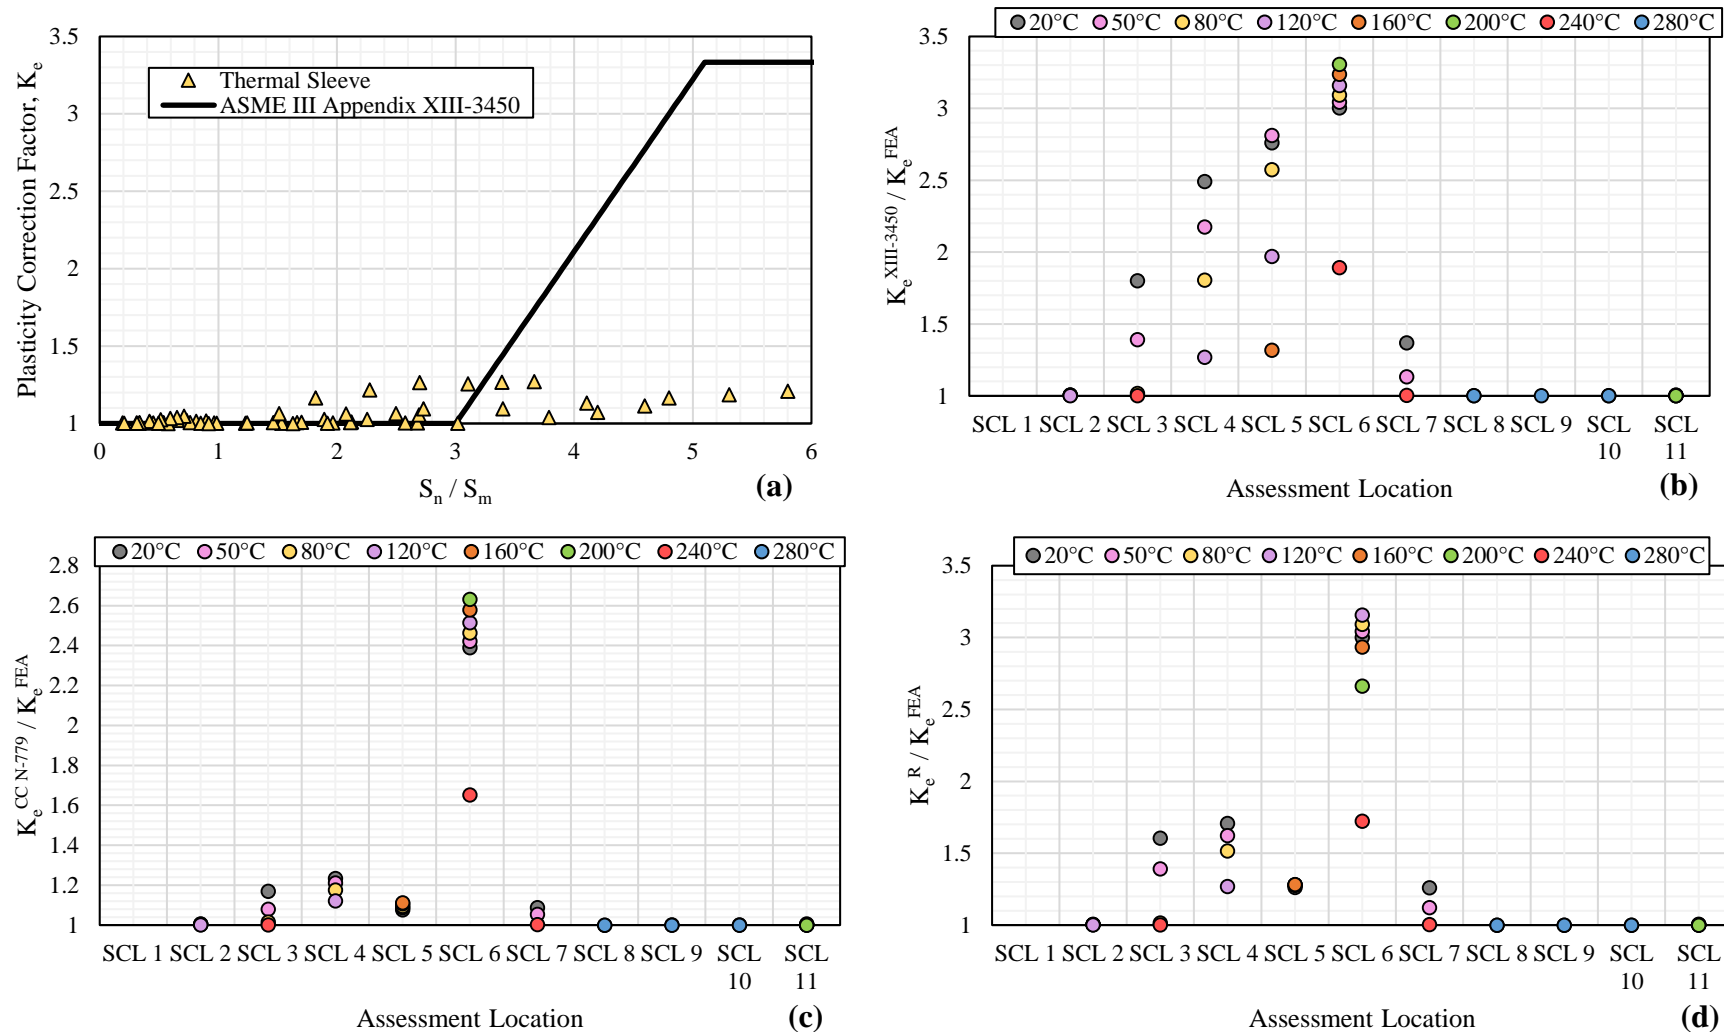 3.5
3
2.5
2
1.5
1
0 1 2 3 4 5 6
Plasticity Correction Factor, Ke
Thermal Sleeve
ASME III Appendix XIII-3450
Sn / Sm
(a)
20°C 50°C 80°C 120°C 160°C 200°C 240°C 280°C
3.5
3
2.5
2
1.5
1
Ke XIII-3450 / Ke FEA
SCL 1 SCL 2 SCL 3 SCL 4 SCL 5 SCL 6 SCL 7 SCL 8 SCL 9 SCL 10 SCL 11
Assessment Location
(b)
20°C 50°C 80°C 120°C 160°C 200°C 240°C 280°C
2.8
2.6
2.4
2.2
2
1.8
1.6
1.4
1.2
1
Ke CC N-779 / Ke FEA
SCL 1 SCL 2 SCL 3 SCL 4 SCL 5 SCL 6 SCL 7 SCL 8 SCL 9 SCL 10 SCL 11
Assessment Location
(c)
20°C 50°C 80°C 120°C 160°C 200°C 240°C 280°C
3.5
3
2.5
2
1.5
1
Ke R / Ke FEA
SCL 1 SCL 2 SCL 3 SCL 4 SCL 5 SCL 6 SCL 7 SCL 8 SCL 9 SCL 10 SCL 11
Assessment Location
(d)